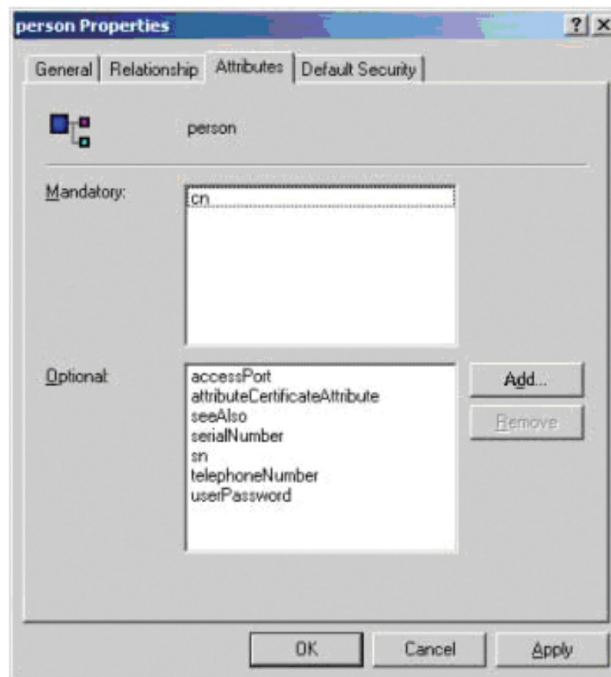 person Properties
General Relationship Attributes Default Security
person
Mandatory:
cn
Optional:
accessPort
attributeCertificateAttribute
seeAlso
serialNumber
sn
telephoneNumber
userPassword
Add...
Remove
OK Cancel Apply